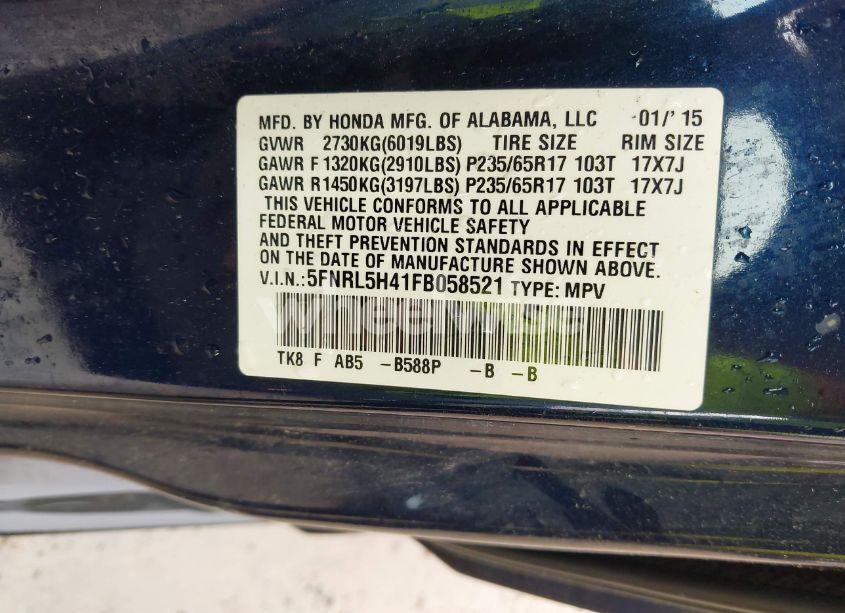 MFD. BY HONDA MFG. OF ALABAMA, LLC 01/' 15
GVWR 2730KG(6019LBS) TIRE SIZE RIM SIZE
GAWR F 1320KG(2910LBS) P235/65R17 103T 17X7J
GAWR R1450KG(3197LBS) P235/65R17 103T 17X7J
THIS VEHICLE CONFORMS TO ALL APPLICABLE
FEDERAL MOTOR VEHICLE SAFETY
AND THEFT PREVENTION STANDARDS IN EFFECT
ON THE DATE OF MANUFACTURE SHOWN ABOVE.
V.I.N.:5FNRL5H41FB058521 TYPE: MPV
Wheelwise
TK8 F AB5 -B588P -B -B